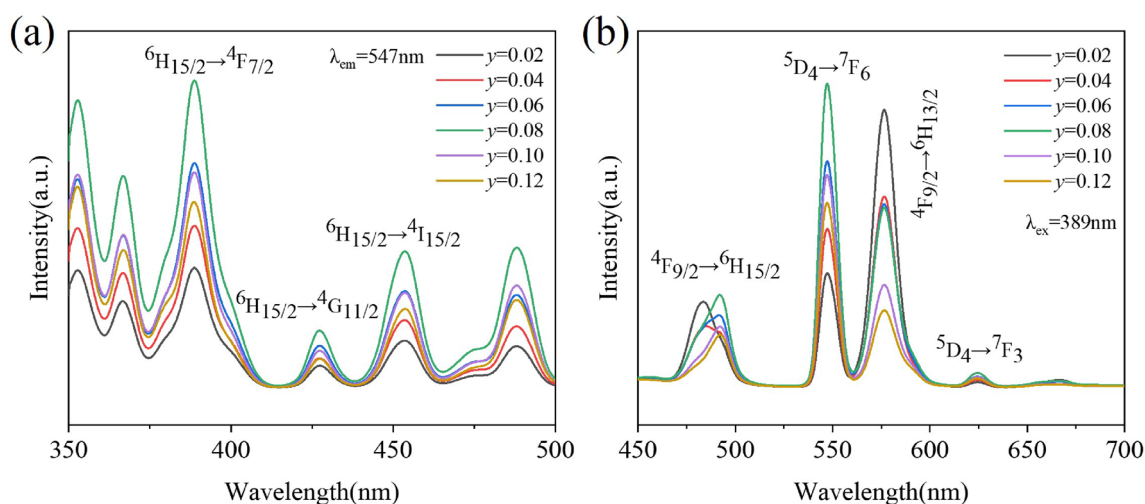 (a)
⁶H₁₅/₂→⁴F₇/₂
λem=547nm
y=0.02
y=0.04
y=0.06
y=0.08
y=0.10
y=0.12
⁶H₁₅/₂→⁴I₁₅/₂
⁶H₁₅/₂→⁴G₁₁/₂
Intensity(a.u.)
350 400 450 500
Wavelength(nm)
(b)
⁵D₄→⁷F₆
⁴F₉/₂→⁶H₁₃/₂
y=0.02
y=0.04
y=0.06
y=0.08
y=0.10
y=0.12
λex=389nm
⁴F₉/₂→⁶H₁₅/₂
⁵D₄→⁷F₃
Intensity(a.u.)
450 500 550 600 650 700
Wavelength(nm)